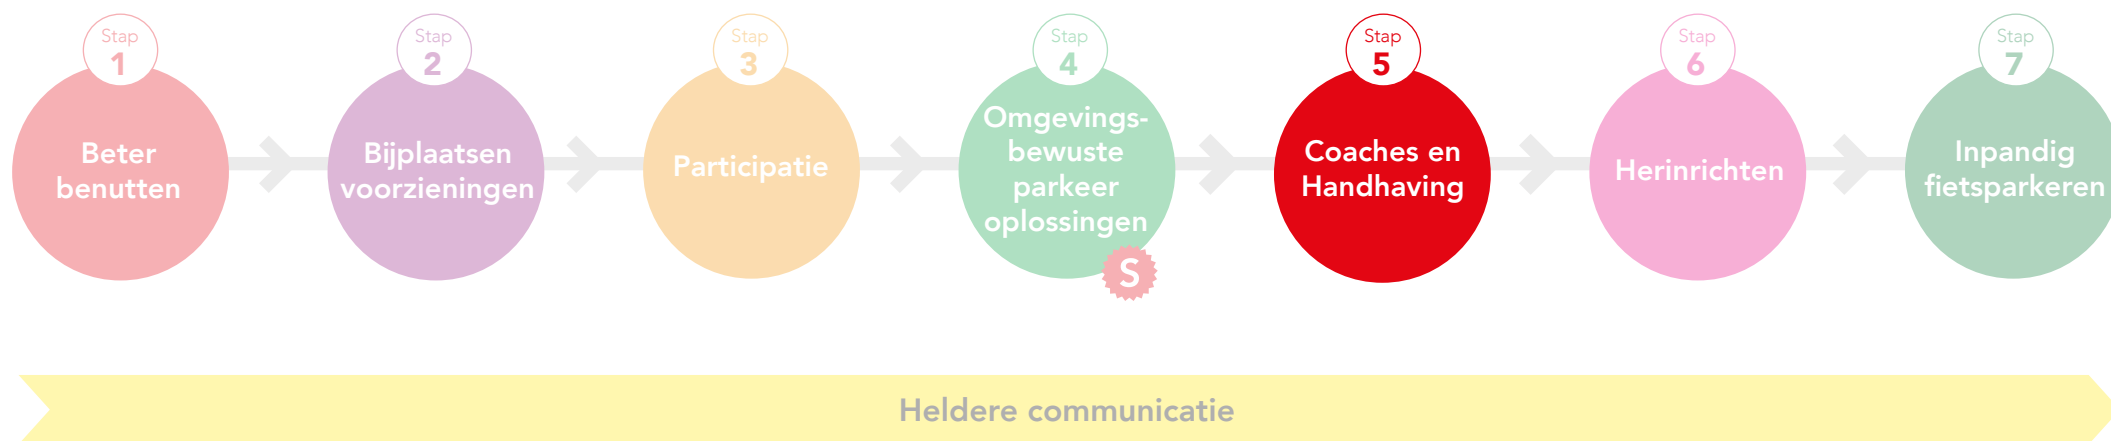 Stap
1
Beter
benutten
Stap
2
Bijplaatsen
voorzieningen
Stap
3
Participatie
Stap
4
Omgevings-
bewuste
parkeer
oplossingen
S
Stap
5
Coaches en
Handhaving
Stap
6
Herinrichten
Stap
7
Inpandig
fietsparkeren
Heldere communicatie